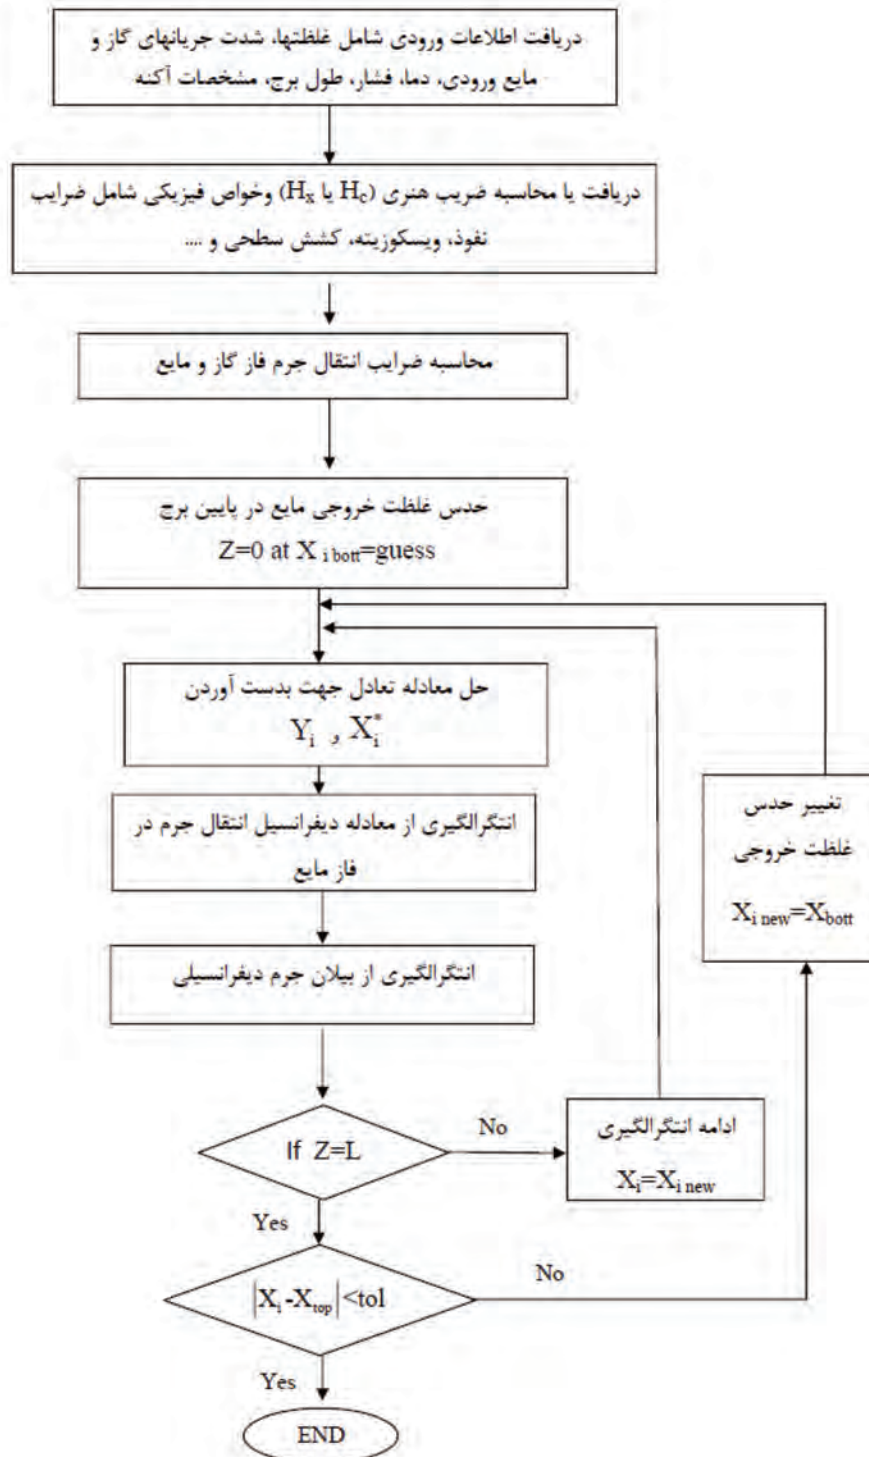 دریافت اطلاعات ورودی شامل غلظتها، شدت جریانهای گاز و
مایع ورودی، دما، فشار، طول برج، مشخصات آکنه
دریافت یا محاسبه ضریب هنری (Hc یا Hx) وخواص فیزیکی شامل ضرایب
نفوذ، ویسکوزیته، کشش سطحی و ....
محاسبه ضرایب انتقال جرم فاز گاز و مایع
حدس غلظت خروجی مایع در پایین برج
Z=0 at X i bott=guess
حل معادله تعادل جهت بدست آوردن
Yi , Xi*
انتگرالگیری از معادله دیفرانسیل انتقال جرم در
فاز مایع
انتگرالگیری از بیلان جرم دیفرانسیلی
تغییر حدس
غلظت خروجی
Xi new=Xbott
If Z=L
No
ادامه انتگرالگیری
Xi=Xi new
Yes
|Xi-Xtop|<tol
No
Yes
END